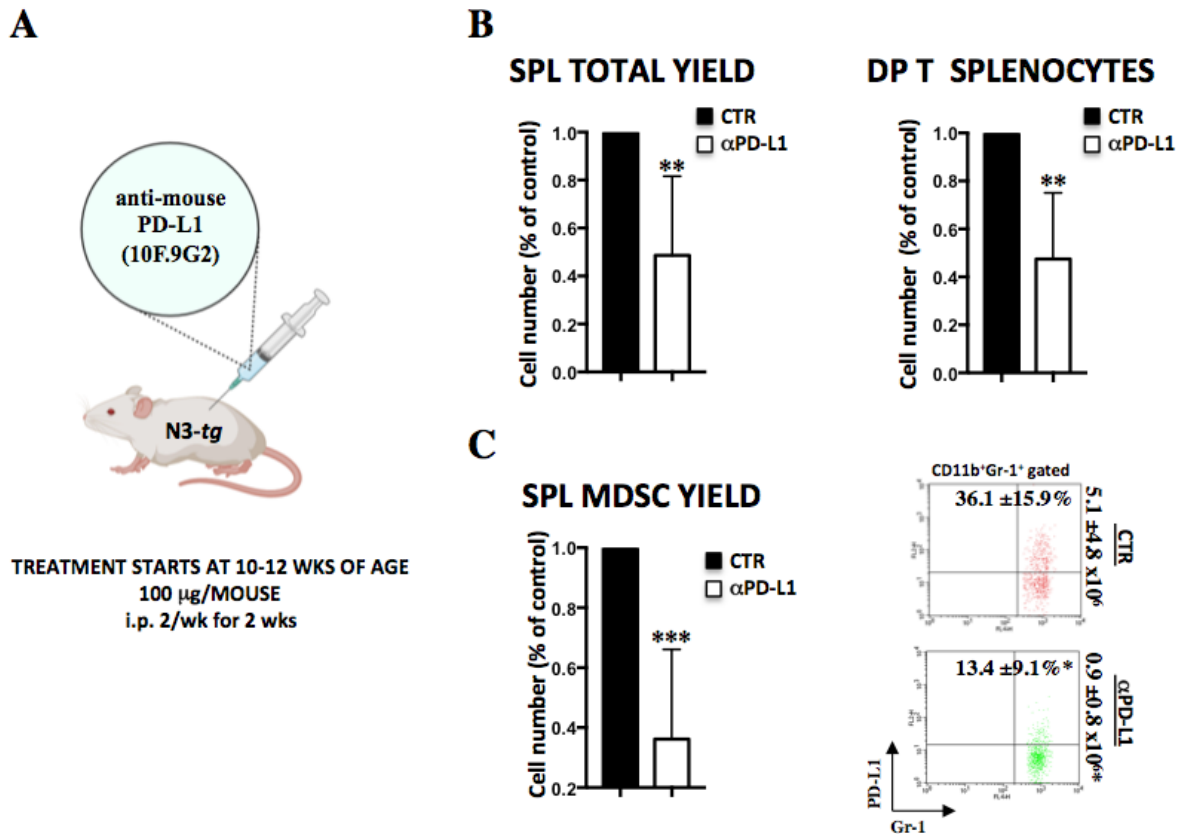 A
anti-mouse
PD-L1
(10F.9G2)
N3-tg
TREATMENT STARTS AT 10-12 WKS OF AGE
100 μg/MOUSE
i.p. 2/wk for 2 wks
B
SPL TOTAL YIELD
CTR
αPD-L1
Cell number (% of control)
1.0
0.8
0.6
0.4
0.2
0.0
**
DP T SPLENOCYTES
CTR
αPD-L1
Cell number (% of control)
1.0
0.8
0.6
0.4
0.2
0.0
**
C
SPL MDSC YIELD
CTR
αPD-L1
Cell number (% of control)
1.0
0.8
0.6
0.4
0.2
***
CD11b⁺Gr-1⁺ gated
36.1 ±15.9%
5.1 ±4.8 x10⁶
CTR
13.4 ±9.1%*
0.9 ±0.8 x10⁶*
αPD-L1
PD-L1
Gr-1